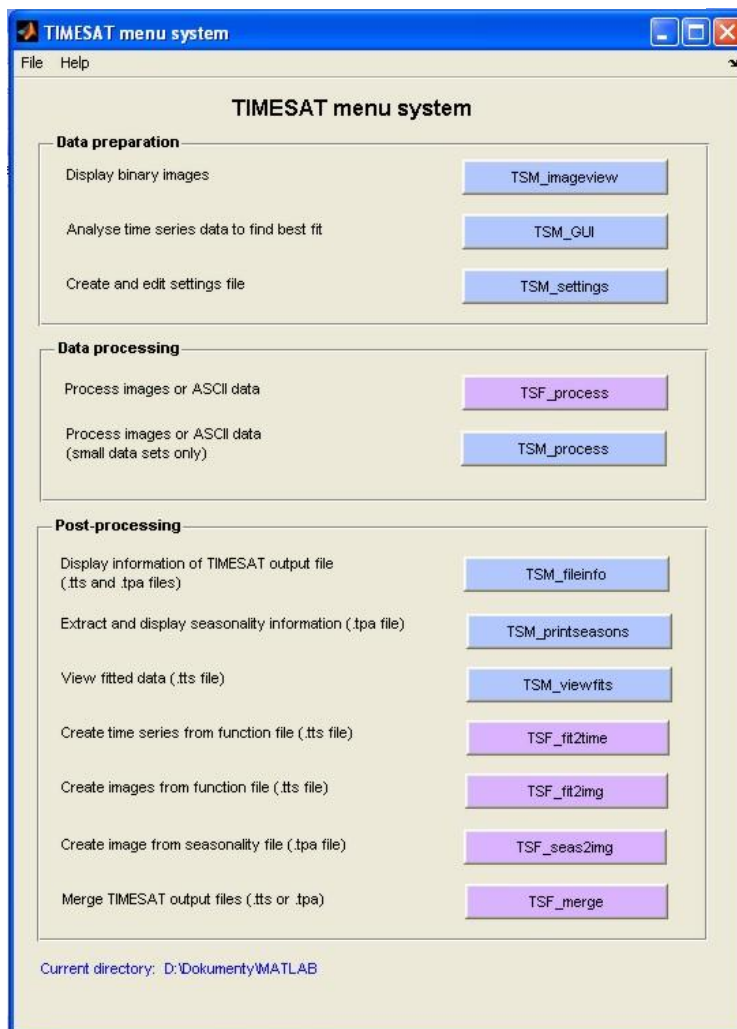 TIMESAT menu system
File Help
TIMESAT menu system
Data preparation
Display binary images TSM_imageview
Analyse time series data to find best fit TSM_GUI
Create and edit settings file TSM_settings
Data processing
Process images or ASCII data TSF_process
Process images or ASCII data
(small data sets only) TSM_process
Post-processing
Display information of TIMESAT output file
(.tts and .tpa files) TSM_fileinfo
Extract and display seasonality information (.tpa file) TSM_printseasons
View fitted data (.tts file) TSM_viewfits
Create time series from function file (.tts file) TSF_fit2time
Create images from function file (.tts file) TSF_fit2img
Create image from seasonality file (.tpa file) TSF_seas2img
Merge TIMESAT output files (.tts or .tpa) TSF_merge
Current directory: D:\Dokumenty\MATLAB